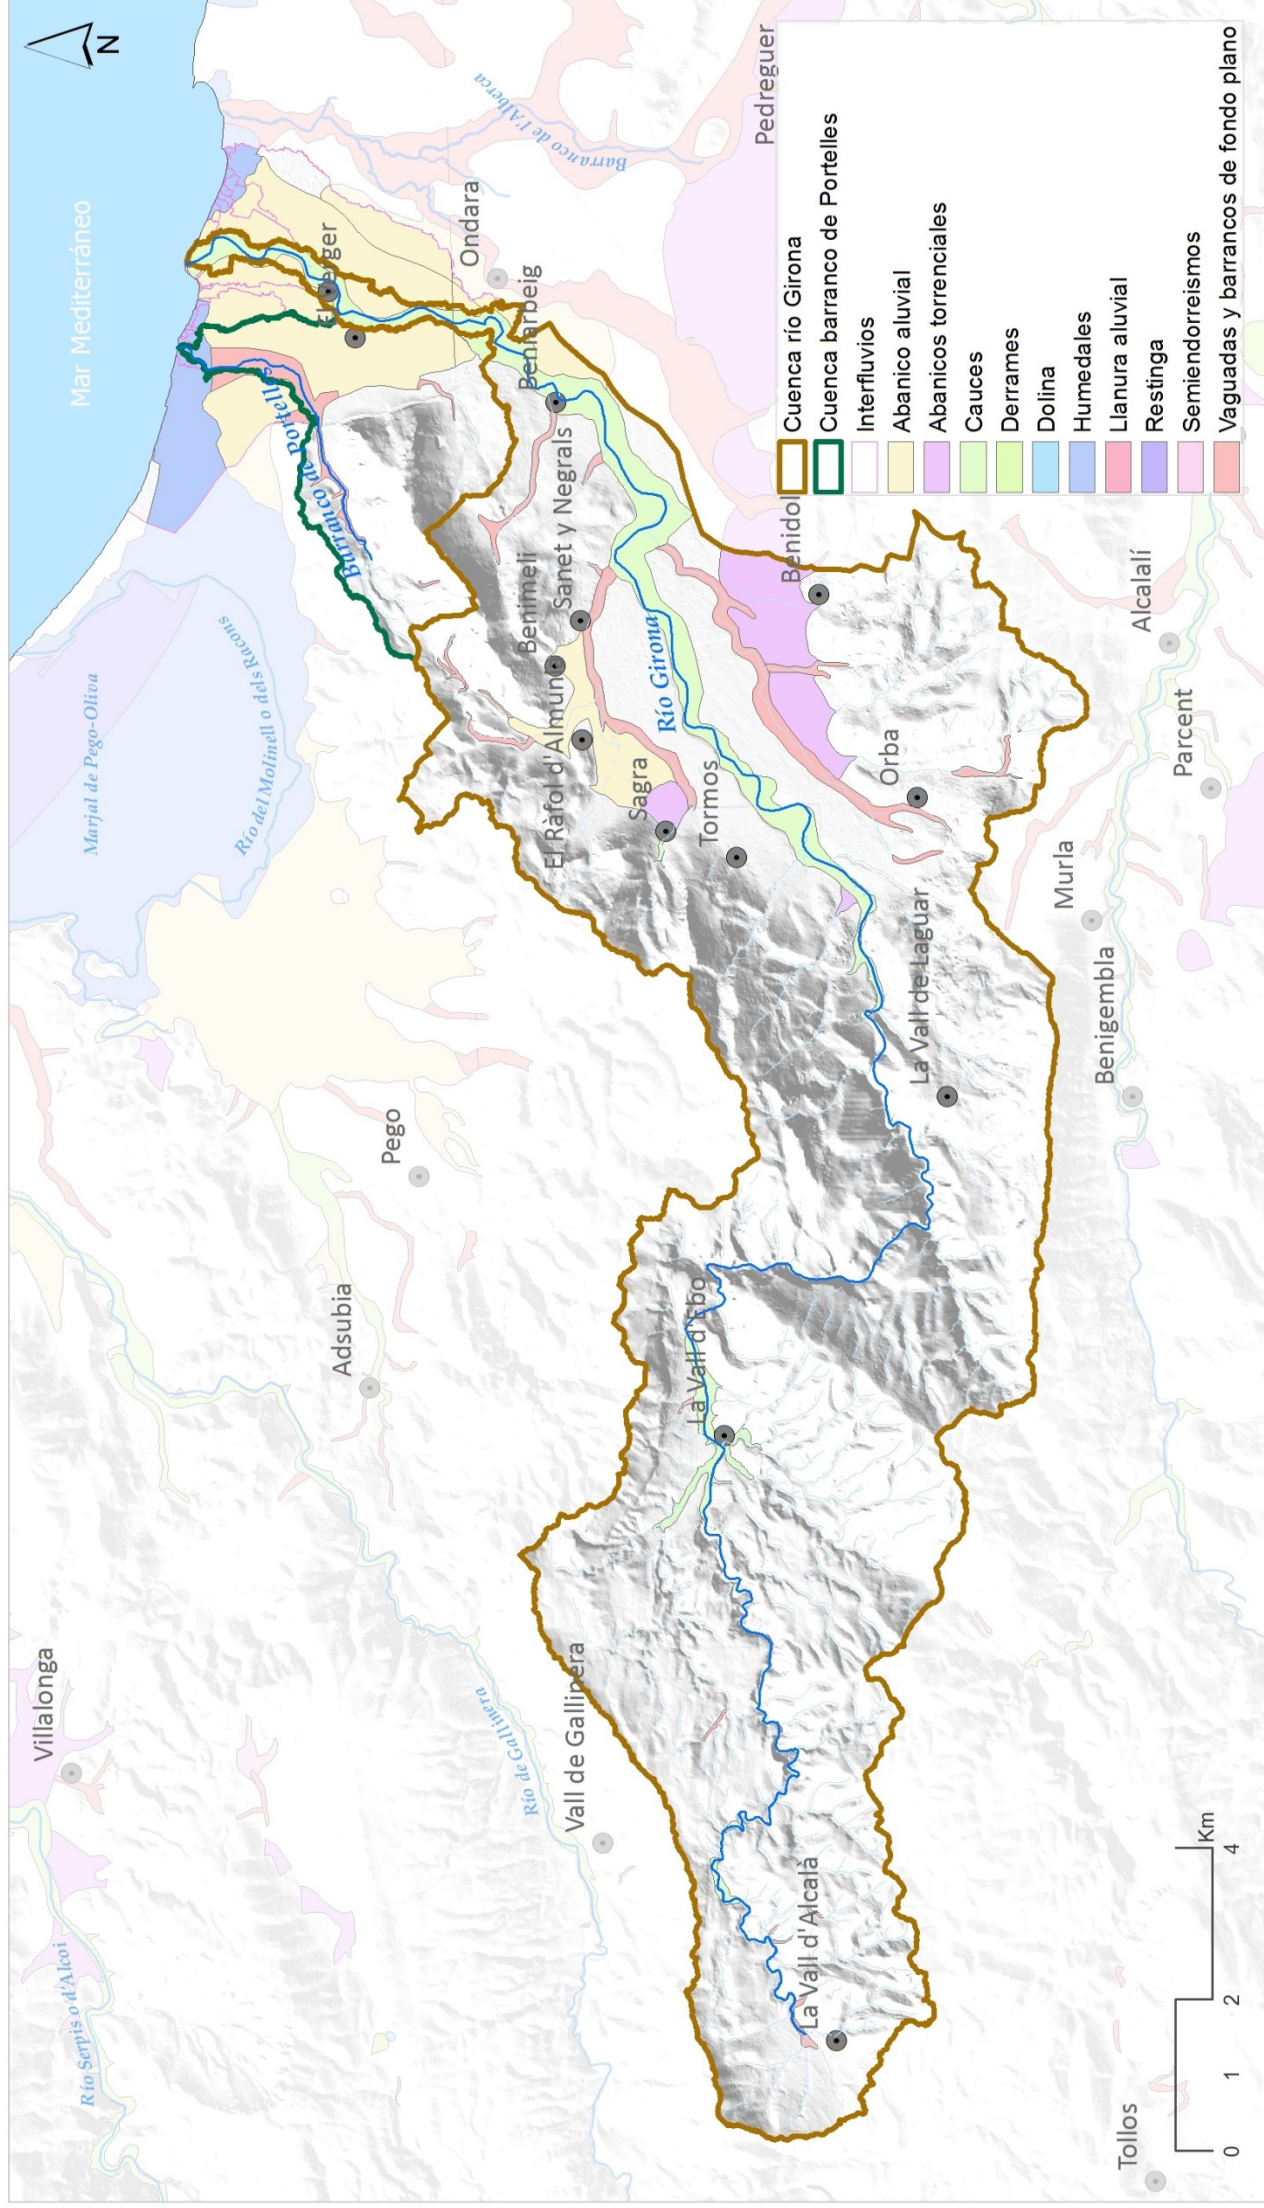 N
Mar Mediterráneo
Villalonga
Río Serpis o d'Alcoi
Adsubia
Pego
Marjal de Pego-Oliva
Río del Molinell o dels Racons
Barranco de Portelles
Ondara
Barranco de l'Alberca
Pedreguer
Río de Gallinera
Vall de Gallinera
La Vall d'Ebo
El Ràfol d'Almunia
Benimeli
Sanet y Negrals
Beniarbeig
Sagra
Tormos
Río Girona
Orba
La Vall de Laguar
La Vall d'Alcalà
Murla
Benigembla
Parcent
Alcalalí
Tollos
0 1 2 4
Km
Cuenca río Girona
Cuenca barranco de Portelles
Interfluvios
Abanico aluvial
Abanicos torrenciales
Cauces
Derrames
Dolina
Humedales
Llanura aluvial
Restinga
Semiendorreismos
Vaguadas y barrancos de fondo plano